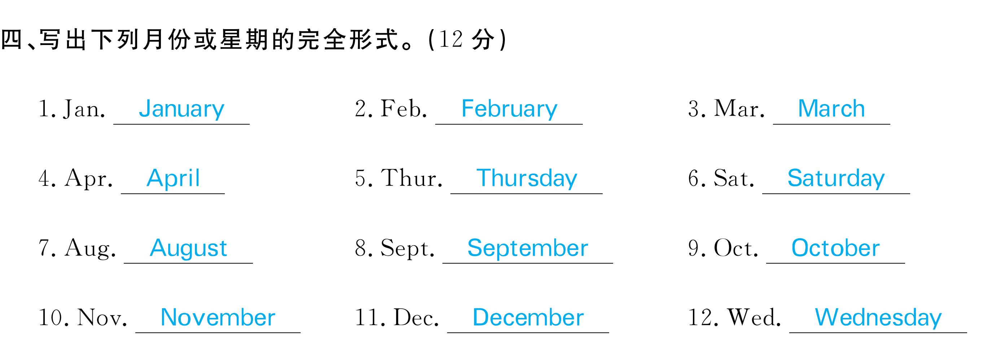 四、写出下列月份或星期的完全形式。(12 分)
1. Jan. January 2. Feb. February 3. Mar. March
4. Apr. April 5. Thur. Thursday 6. Sat. Saturday
7. Aug. August 8. Sept. September 9. Oct. October
10. Nov. November 11. Dec. December 12. Wed. Wednesday